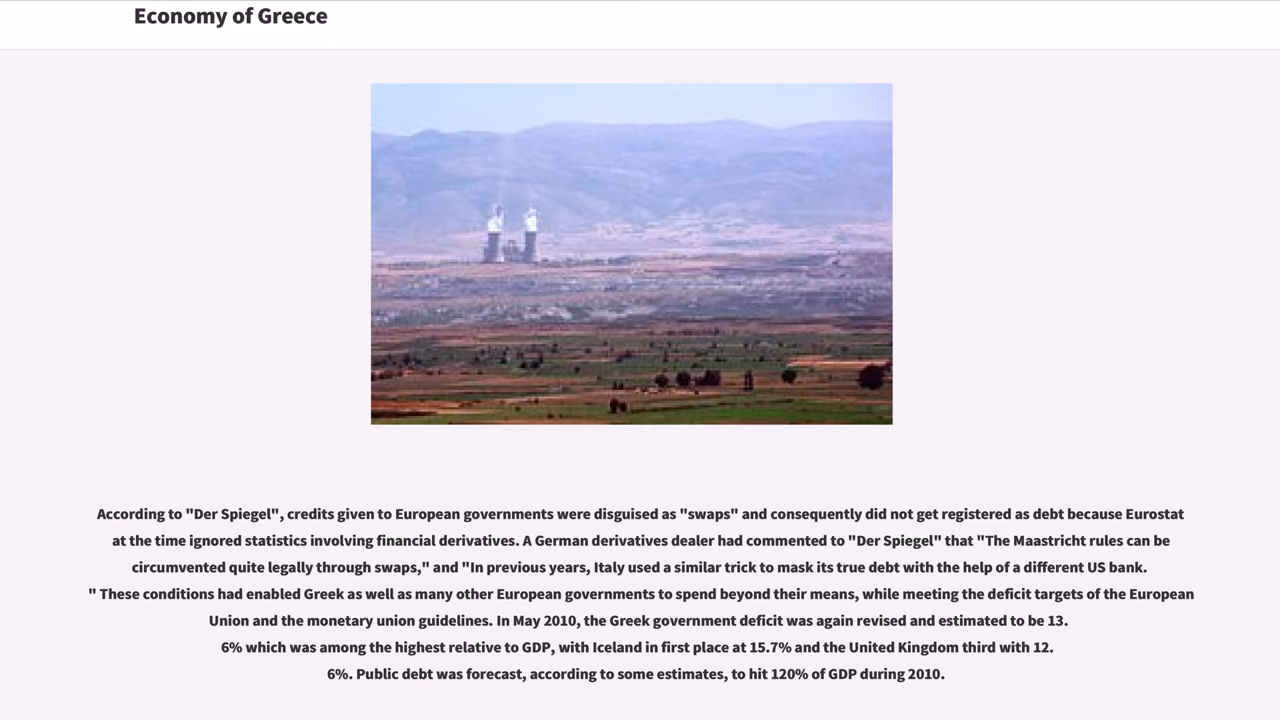 Economy of Greece
According to "Der Spiegel", credits given to European governments were disguised as "swaps" and consequently did not get registered as debt because Eurostat
at the time ignored statistics involving financial derivatives. A German derivatives dealer had commented to "Der Spiegel" that "The Maastricht rules can be
circumvented quite legally through swaps," and "In previous years, Italy used a similar trick to mask its true debt with the help of a different US bank.
" These conditions had enabled Greek as well as many other European governments to spend beyond their means, while meeting the deficit targets of the European
Union and the monetary union guidelines. In May 2010, the Greek government deficit was again revised and estimated to be 13.
6% which was among the highest relative to GDP, with Iceland in first place at 15.7% and the United Kingdom third with 12.
6%. Public debt was forecast, according to some estimates, to hit 120% of GDP during 2010.